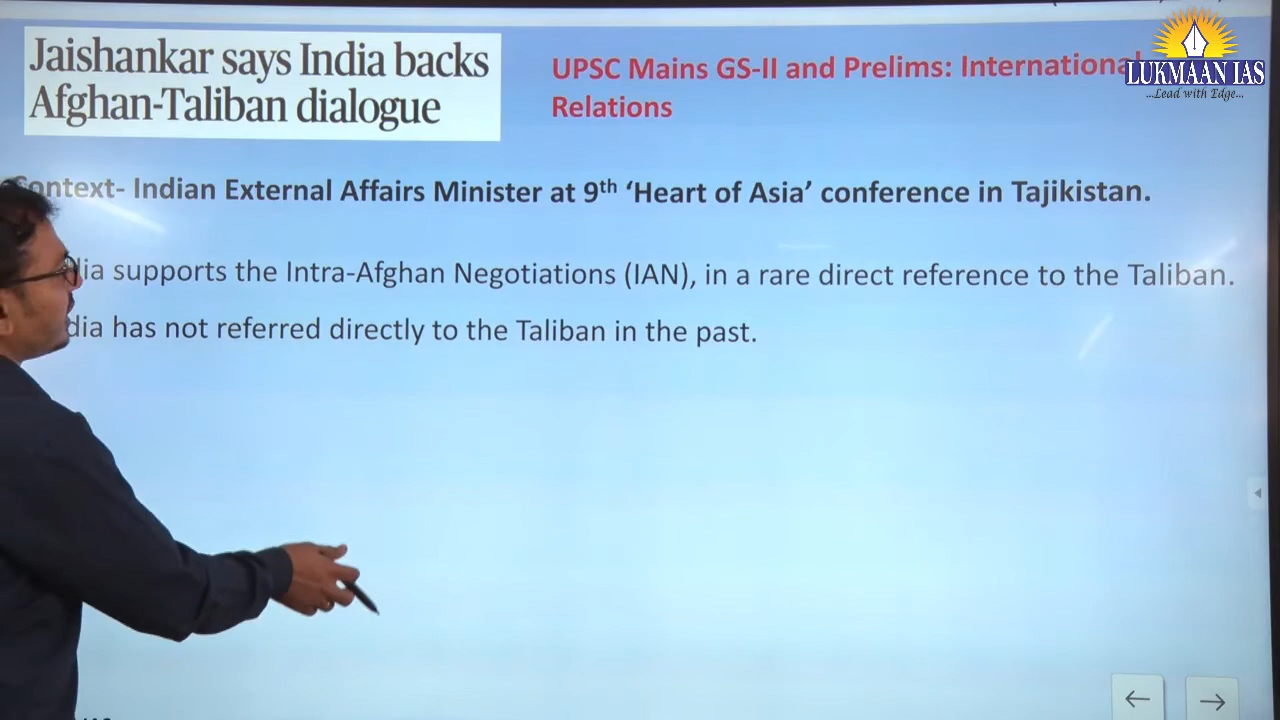 Jaishankar says India backs
Afghan-Taliban dialogue
UPSC Mains GS-II and Prelims: International
Relations
LUKMAAN IAS
...Lead with Edge...
Context- Indian External Affairs Minister at 9th ‘Heart of Asia’ conference in Tajikistan.
supports the Intra-Afghan Negotiations (IAN), in a rare direct reference to the Taliban.
has not referred directly to the Taliban in the past.